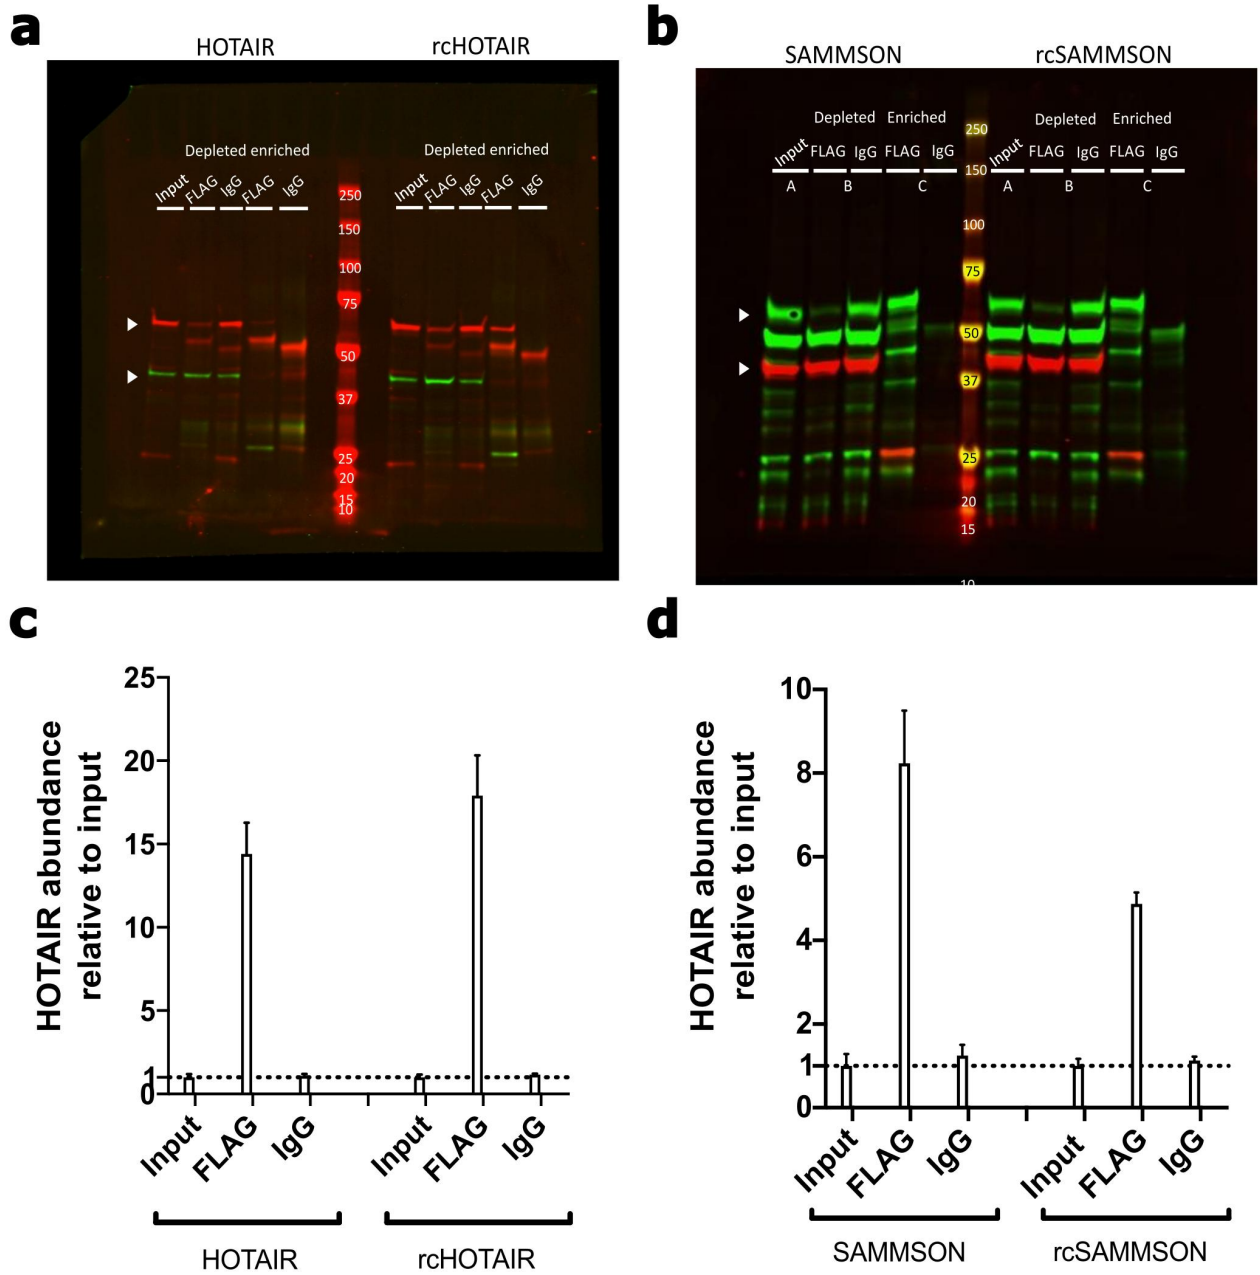 a
HOTAIR rcHOTAIR
Depleted enriched Depleted enriched
Input FLAG IgG FLAG IgG Input FLAG IgG FLAG IgG
250
150
100
75
50
37
25
20
15
10
b
SAMMSON rcSAMMSON
Depleted Enriched Depleted Enriched
Input FLAG IgG FLAG IgG Input FLAG IgG FLAG IgG
A B C A B C
250
150
100
75
50
37
25
20
15
10
c
HOTAIR abundance
relative to input
25
20
15
10
5
1
0
Input FLAG IgG Input FLAG IgG
HOTAIR rcHOTAIR
d
HOTAIR abundance
relative to input
10
8
6
4
2
1
0
Input FLAG IgG Input FLAG IgG
SAMMSON rcSAMMSON